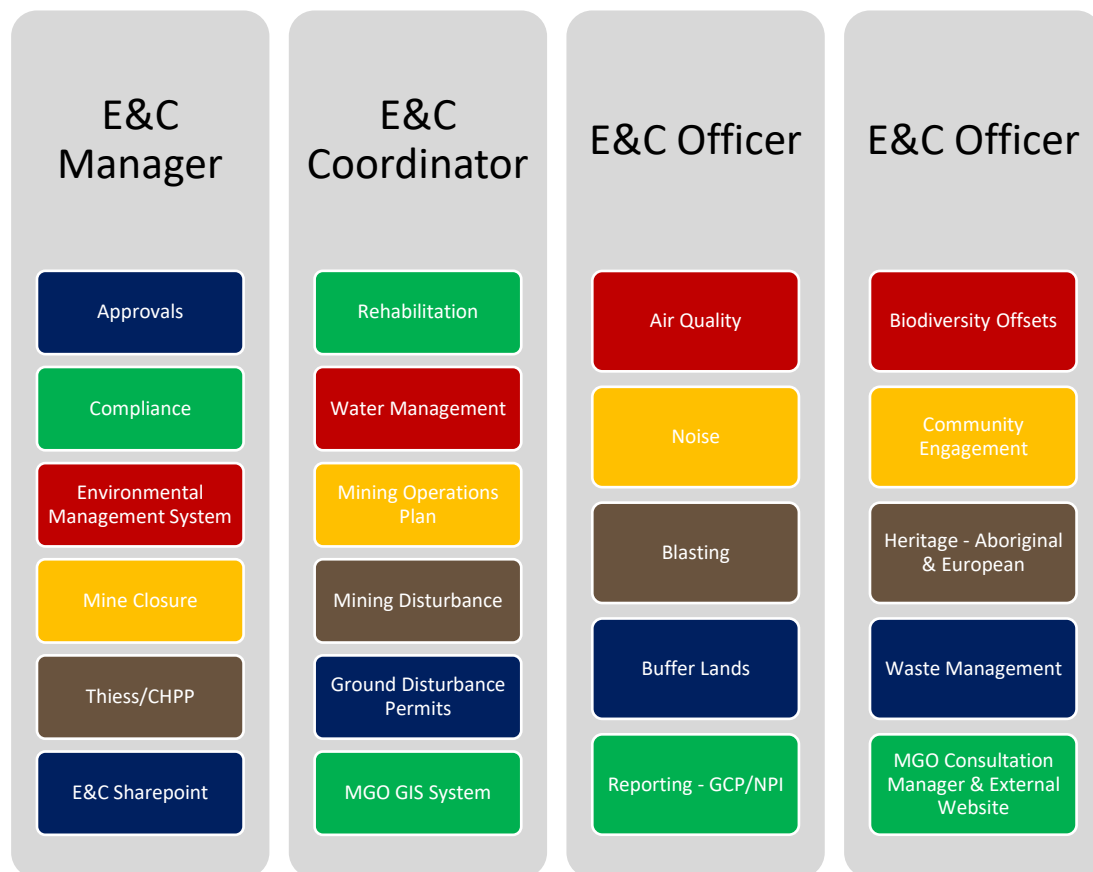 E&C
Manager
Approvals
Compliance
Environmental
Management System
Mine Closure
Thiess/CHPP
E&C Sharepoint
E&C
Coordinator
Rehabilitation
Water Management
Mining Operations
Plan
Mining Disturbance
Ground Disturbance
Permits
MGO GIS System
E&C Officer
Air Quality
Noise
Blasting
Buffer Lands
Reporting - GCP/NPI
E&C Officer
Biodiversity Offsets
Community
Engagement
Heritage - Aboriginal
& European
Waste Management
MGO Consultation
Manager & External
Website